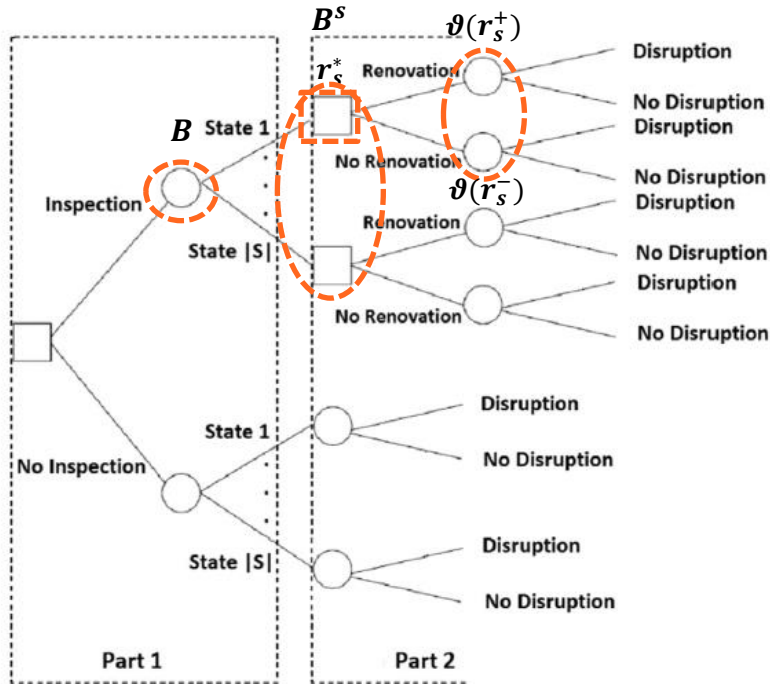 B^s
ϑ(r_s^+)
Disruption
r_s^*
Renovation
B
State 1
No Disruption
Disruption
No Renovation
No Disruption
Inspection
ϑ(r_s^-)
Disruption
Renovation
State |S|
No Disruption
Disruption
No Renovation
No Disruption
Disruption
State 1
No Disruption
No Inspection
Disruption
State |S|
No Disruption
Part 1
Part 2